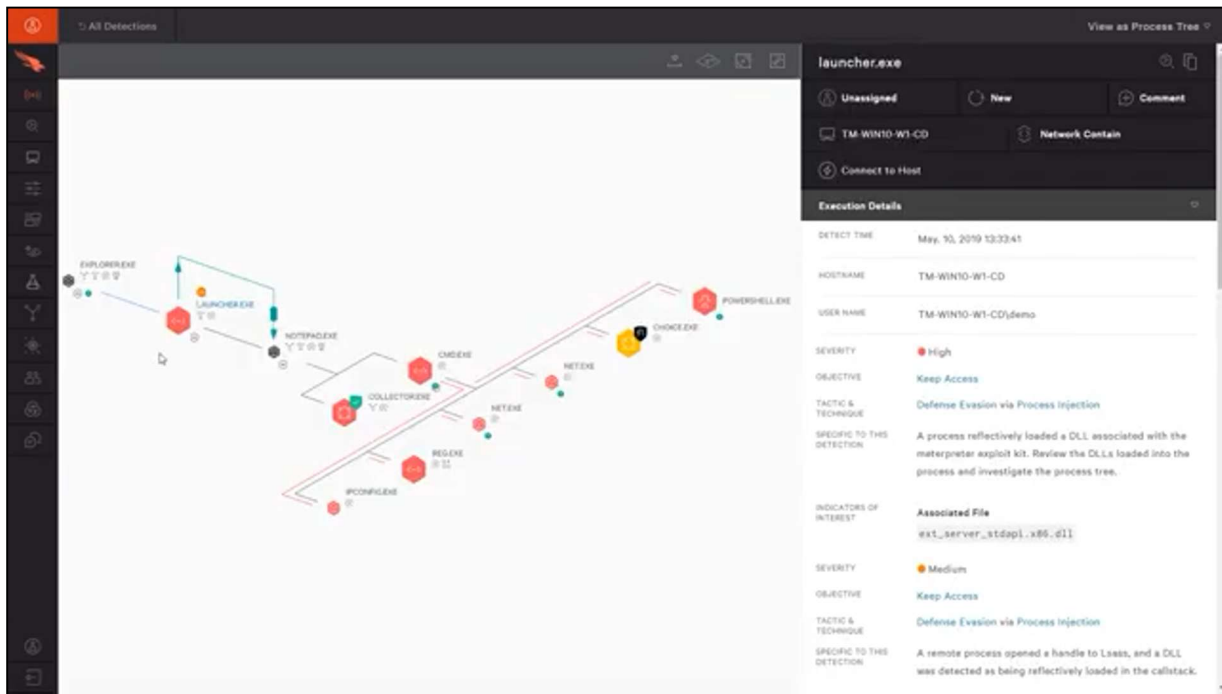 All Detections
View as Process Tree
launcher.exe
Unassigned
New
Comment
TM-WIN10-W1-CD
Network Contain
Connect to Host
Execution Details
DETECT TIME
May. 10, 2019 13:33:41
HOSTNAME
TM-WIN10-W1-CD
USER NAME
TM-WIN10-W1-CD\demo
SEVERITY
High
OBJECTIVE
Keep Access
TACTIC & TECHNIQUE
Defense Evasion via Process Injection
SPECIFIC TO THIS DETECTION
A process reflectively loaded a DLL associated with the
meterpreter exploit kit. Review the DLLs loaded into the
process and investigate the process tree.
INDICATORS OF INTEREST
Associated File
ext_server_stdapi.x86.dll
SEVERITY
Medium
OBJECTIVE
Keep Access
TACTIC & TECHNIQUE
Defense Evasion via Process Injection
SPECIFIC TO THIS DETECTION
A remote process opened a handle to Lsass, and a DLL
was detected as being reflectively loaded in the callstack.
EXPLORER.EXE
LAUNCHER.EXE
NOTEPAD.EXE
CMD.EXE
COLLECTOR.EXE
POWERSHELL.EXE
CHOICE.EXE
NET.EXE
NET.EXE
REG.EXE
IPCONFIG.EXE